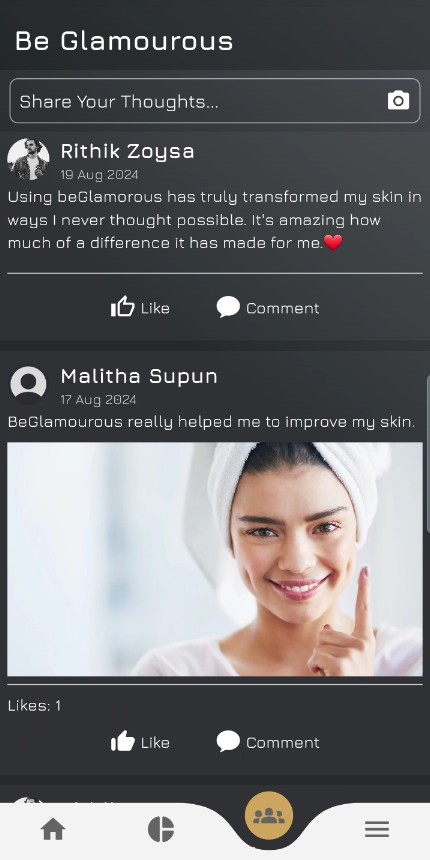 Be Glamourous
Share Your Thoughts...
Rithik Zoysa
19 Aug 2024
Using beGlamorous has truly transformed my skin in
ways I never thought possible. It's amazing how
much of a difference it has made for me.❤️
Like Comment
Malitha Supun
17 Aug 2024
BeGlamourous really helped me to improve my skin.
Likes: 1
Like Comment